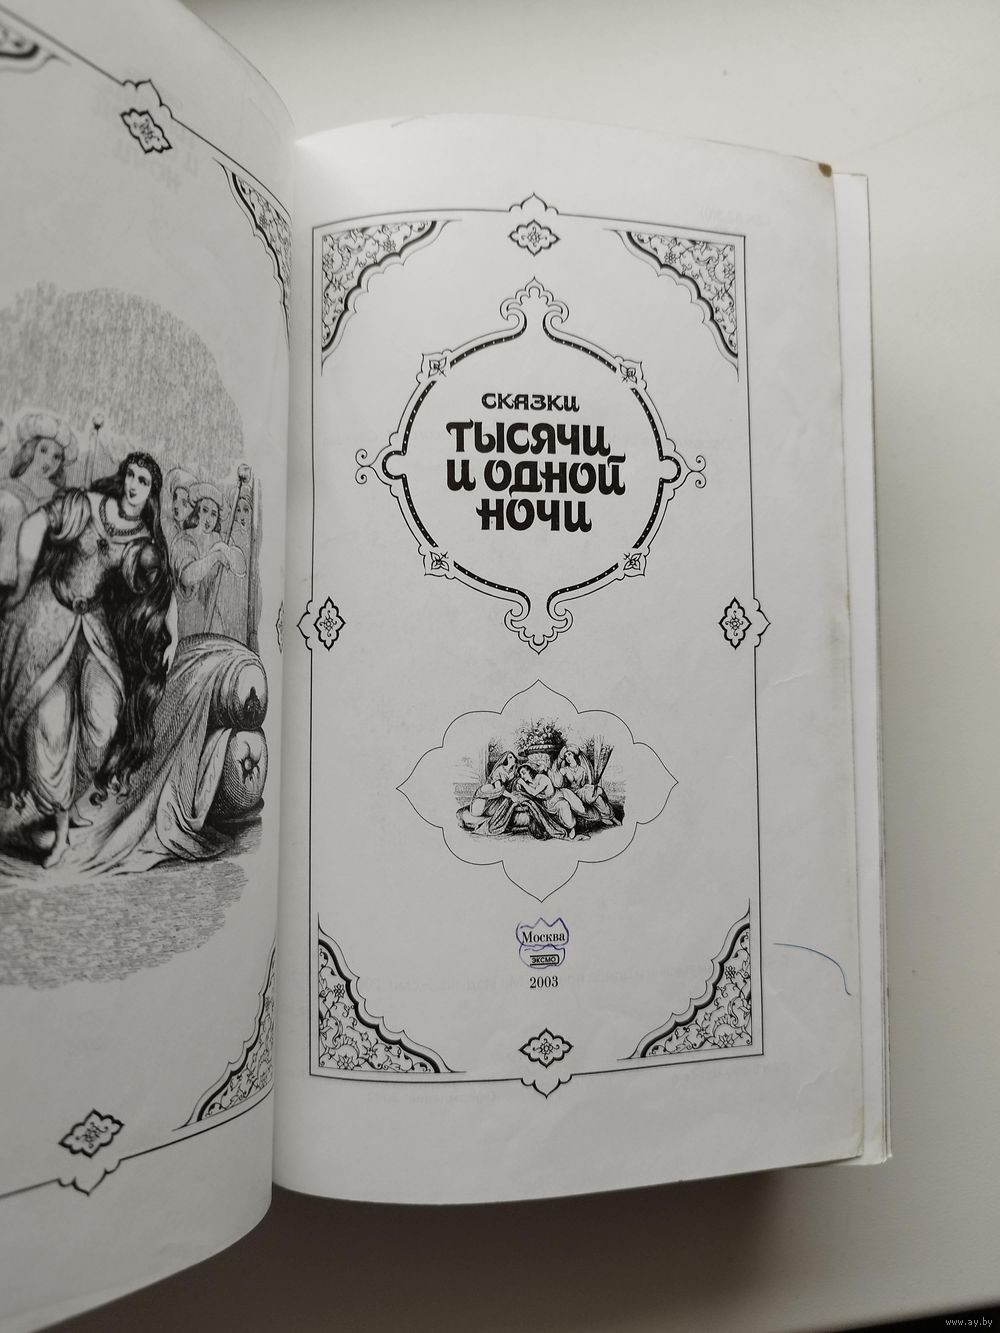 Сказки
тысячи
и одной
ночи
Москва
ЭКСМО
2003
www.ay.by